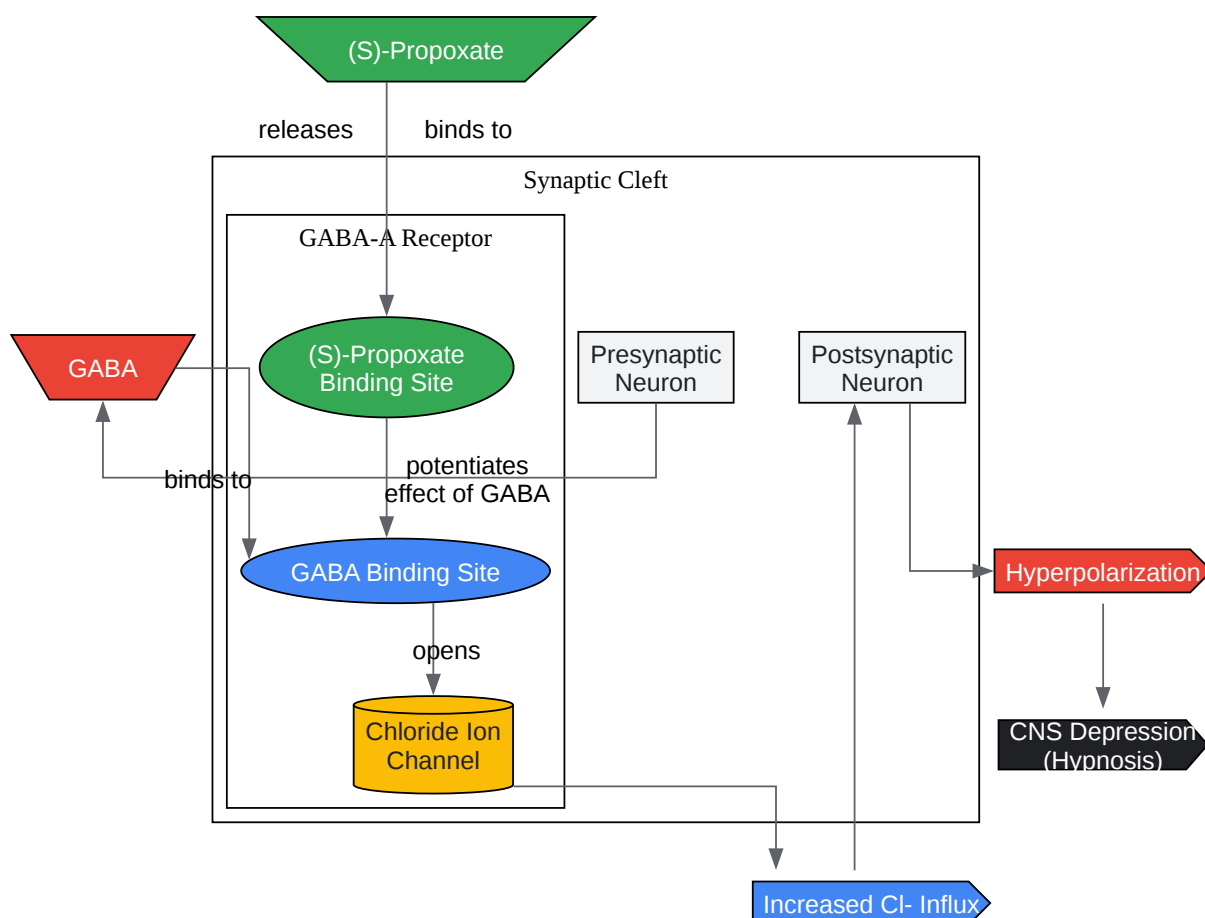 (S)-Propoxate
releases
binds to
Synaptic Cleft
GABA-A Receptor
GABA
(S)-Propoxate
Binding Site
Presynaptic
Neuron
Postsynaptic
Neuron
binds to
potentiates
effect of GABA
GABA Binding Site
Hyperpolarization
opens
Chloride Ion
Channel
CNS Depression
(Hypnosis)
Increased Cl- Influx